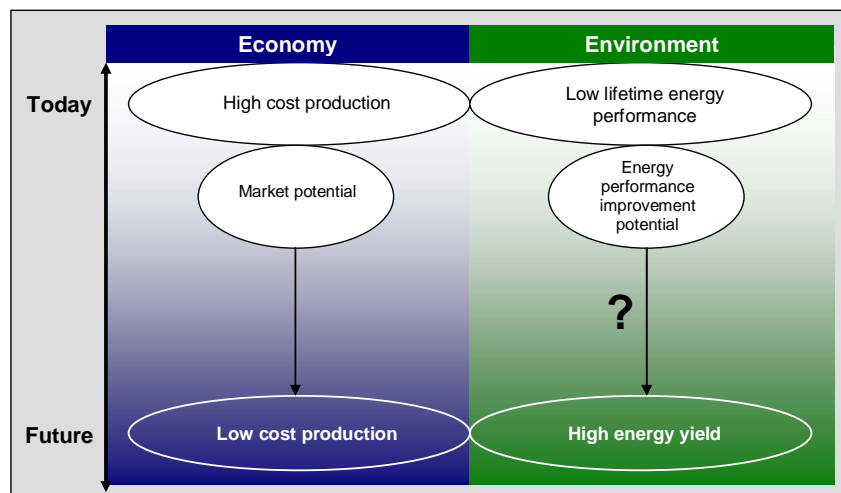 Economy
Environment
Today
High cost production
Low lifetime energy
performance
Market potential
Energy
performance
improvement
potential
?
Future
Low cost production
High energy yield